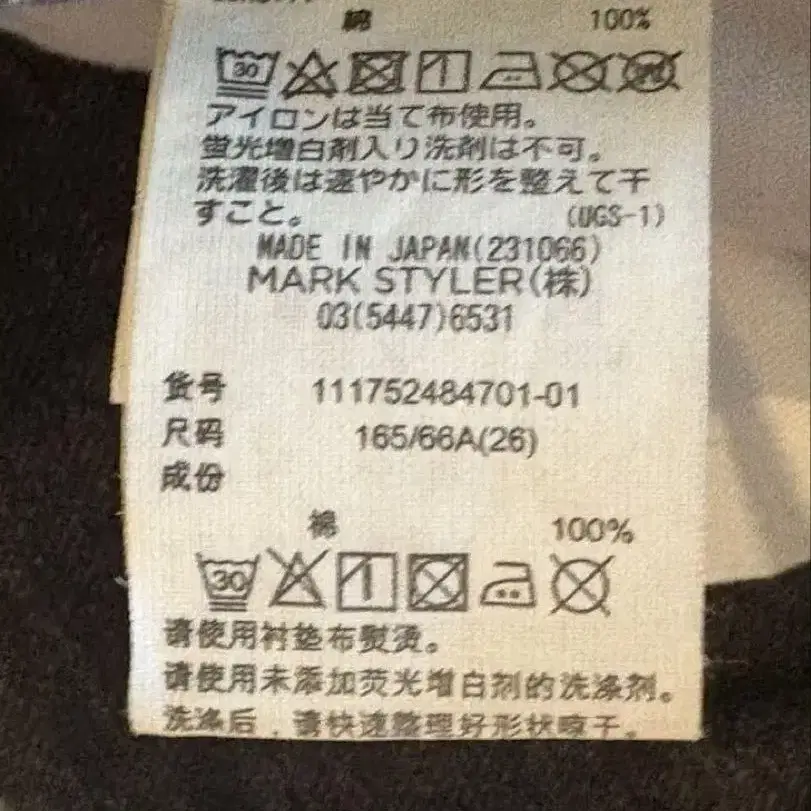 綿 100%
30
アイロンは当て布使用。
蛍光増白剤入り洗剤は不可。
洗濯後は速やかに形を整えて干
すこと。 (UGS-1)
MADE IN JAPAN(231066)
MARK STYLER(株)
03(5447)6531
货号 111752484701-01
尺码 165/66A(26)
成份
棉 100%
30
请使用衬垫布熨烫。
请使用未添加荧光增白剂的洗涤剂。
洗涤后，请快速整理好形状晾干。